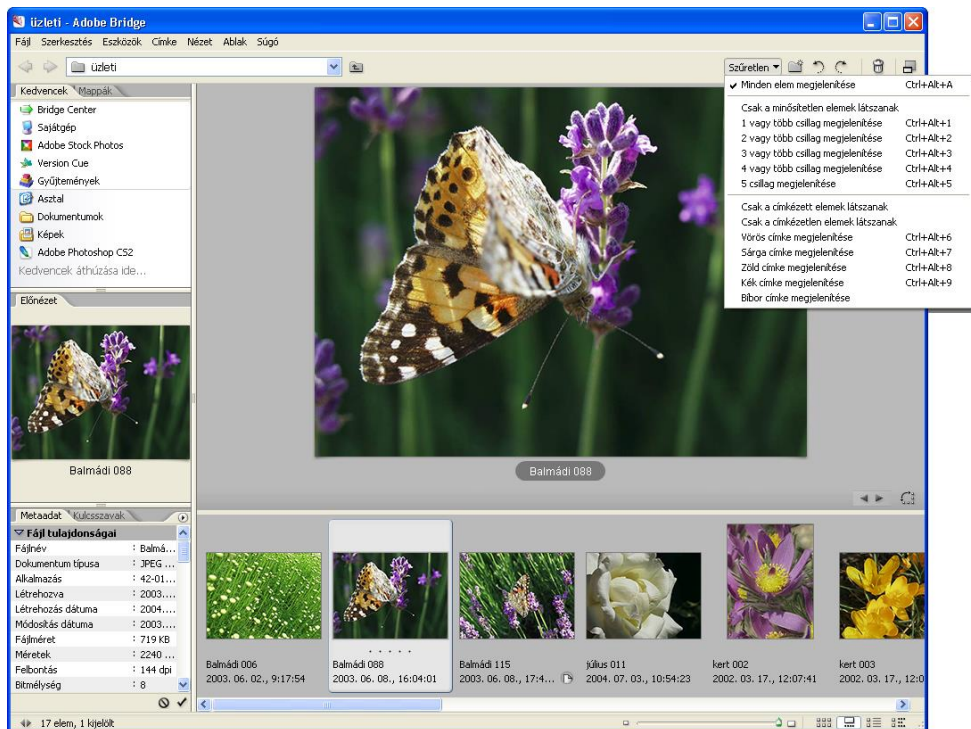 üzleti - Adobe Bridge
Fájl Szerkesztés Eszközök Címke Nézet Ablak Súgó
üzleti
Szűretlen
Minden elem megjelenítése Ctrl+Alt+A
Csak a minősítetlen elemek látszanak
1 vagy több csillag megjelenítése Ctrl+Alt+1
2 vagy több csillag megjelenítése Ctrl+Alt+2
3 vagy több csillag megjelenítése Ctrl+Alt+3
4 vagy több csillag megjelenítése Ctrl+Alt+4
5 csillag megjelenítése Ctrl+Alt+5
Csak a címkézett elemek látszanak
Csak a címkézetlen elemek látszanak
Vörös címke megjelenítése Ctrl+Alt+6
Sárga címke megjelenítése Ctrl+Alt+7
Zöld címke megjelenítése Ctrl+Alt+8
Kék címke megjelenítése Ctrl+Alt+9
Bíbor címke megjelenítése
Kedvencek Mappák
Bridge Center
Sajátgép
Adobe Stock Photos
Version Cue
Gyűjtemények
Asztal
Dokumentumok
Képek
Adobe Photoshop CS2
Kedvencek áthúzása ide...
Előnézet
Balmádi 088
Balmádi 088
Metaadat Kulcsszavak
Fájl tulajdonságai
Fájlnév : Balmá...
Dokumentum típusa : JPEG ...
Alkalmazás : 42-01...
Létrehozva : 2003....
Létrehozás dátuma : 2004....
Módosítás dátuma : 2003....
Fájlméret : 719 KB
Méretek : 2240 ...
Felbontás : 144 dpi
Bitmélység : 8
Balmádi 006
2003. 06. 02., 9:17:54
Balmádi 088
2003. 06. 08., 16:04:01
Balmádi 115
2003. 06. 08., 17:4...
július 011
2004. 07. 03., 10:54:23
kert 002
2002. 03. 17., 12:07:41
kert 003
2002. 03. 17., 12:0
17 elem, 1 kijelölt